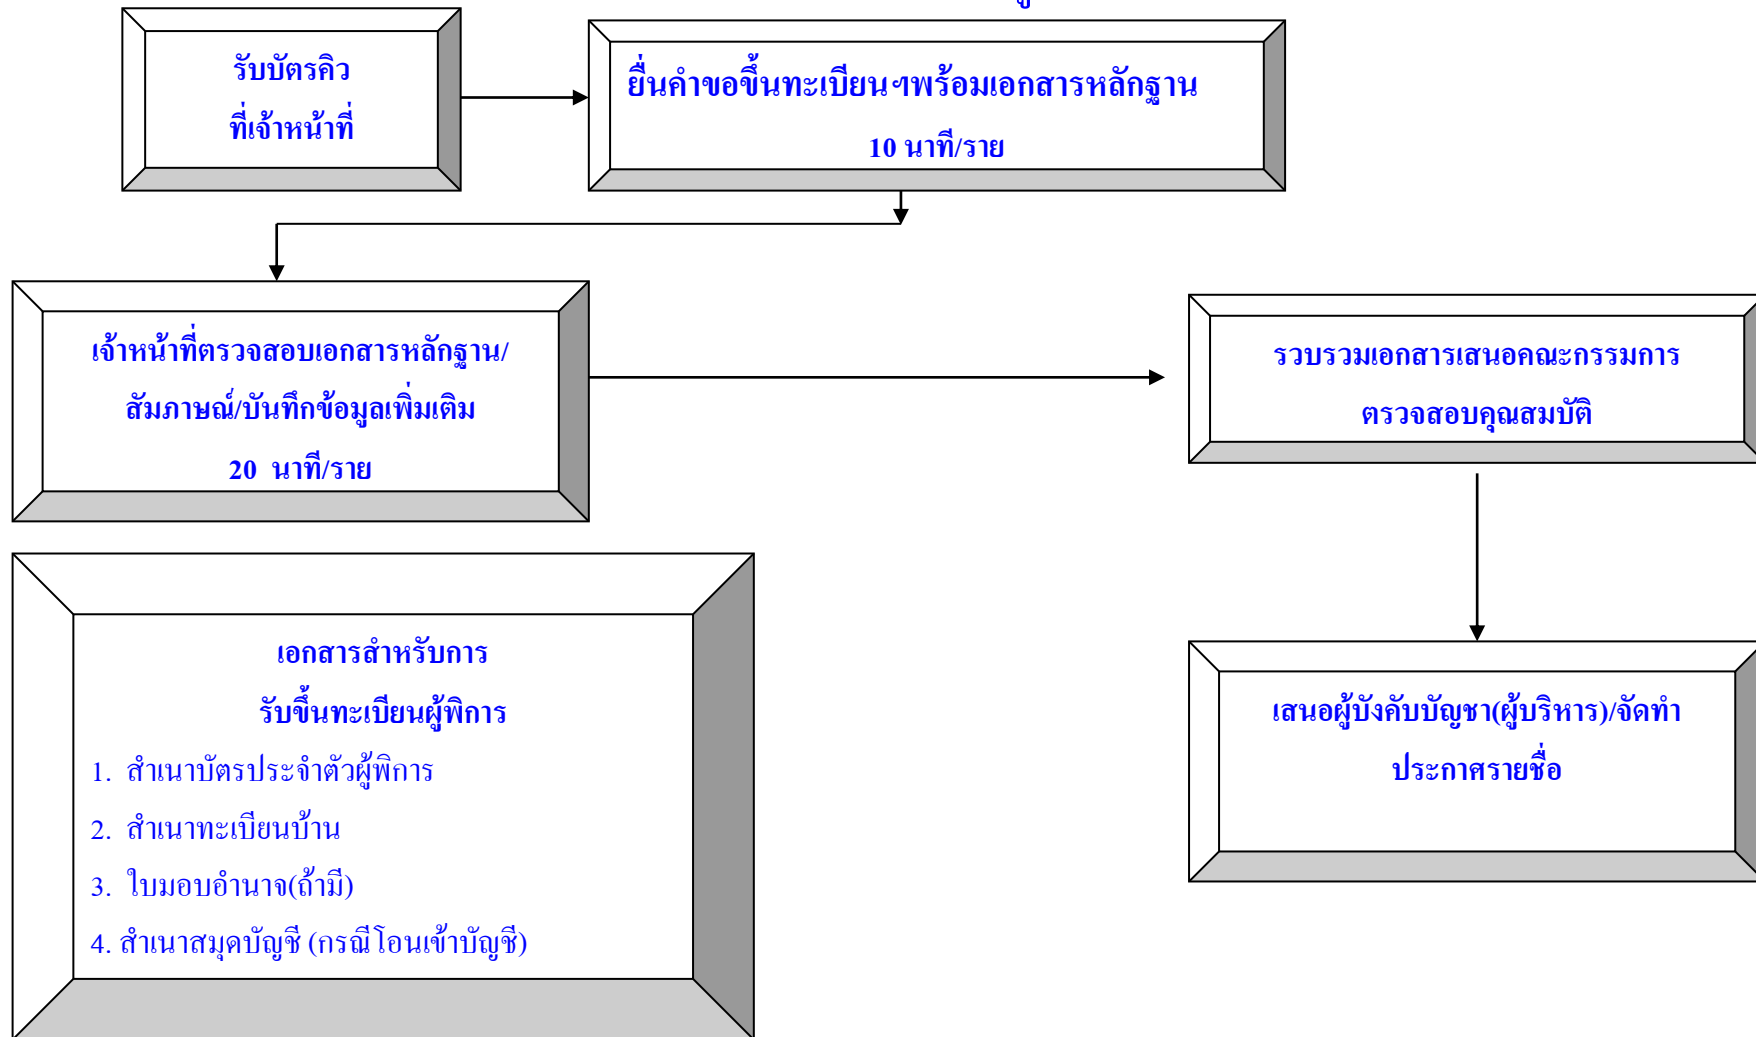 รับบัตรคิว
ที่เจ้าหน้าที่
ยื่นคำขอขึ้นทะเบียนฯพร้อมเอกสารหลักฐาน
10 นาที/ราย
เจ้าหน้าที่ตรวจสอบเอกสารหลักฐาน/
สัมภาษณ์/บันทึกข้อมูลเพิ่มเติม
20 นาที/ราย
รวบรวมเอกสารเสนอคณะกรรมการ
ตรวจสอบคุณสมบัติ
เสนอผู้บังคับบัญชา(ผู้บริหาร)/จัดทำ
ประกาศรายชื่อ
เอกสารสำหรับการ
รับขึ้นทะเบียนผู้พิการ
1. สำเนาบัตรประจำตัวผู้พิการ
2. สำเนาทะเบียนบ้าน
3. ใบมอบอำนาจ(ถ้ามี)
4. สำเนาสมุดบัญชี (กรณีโอนเข้าบัญชี)